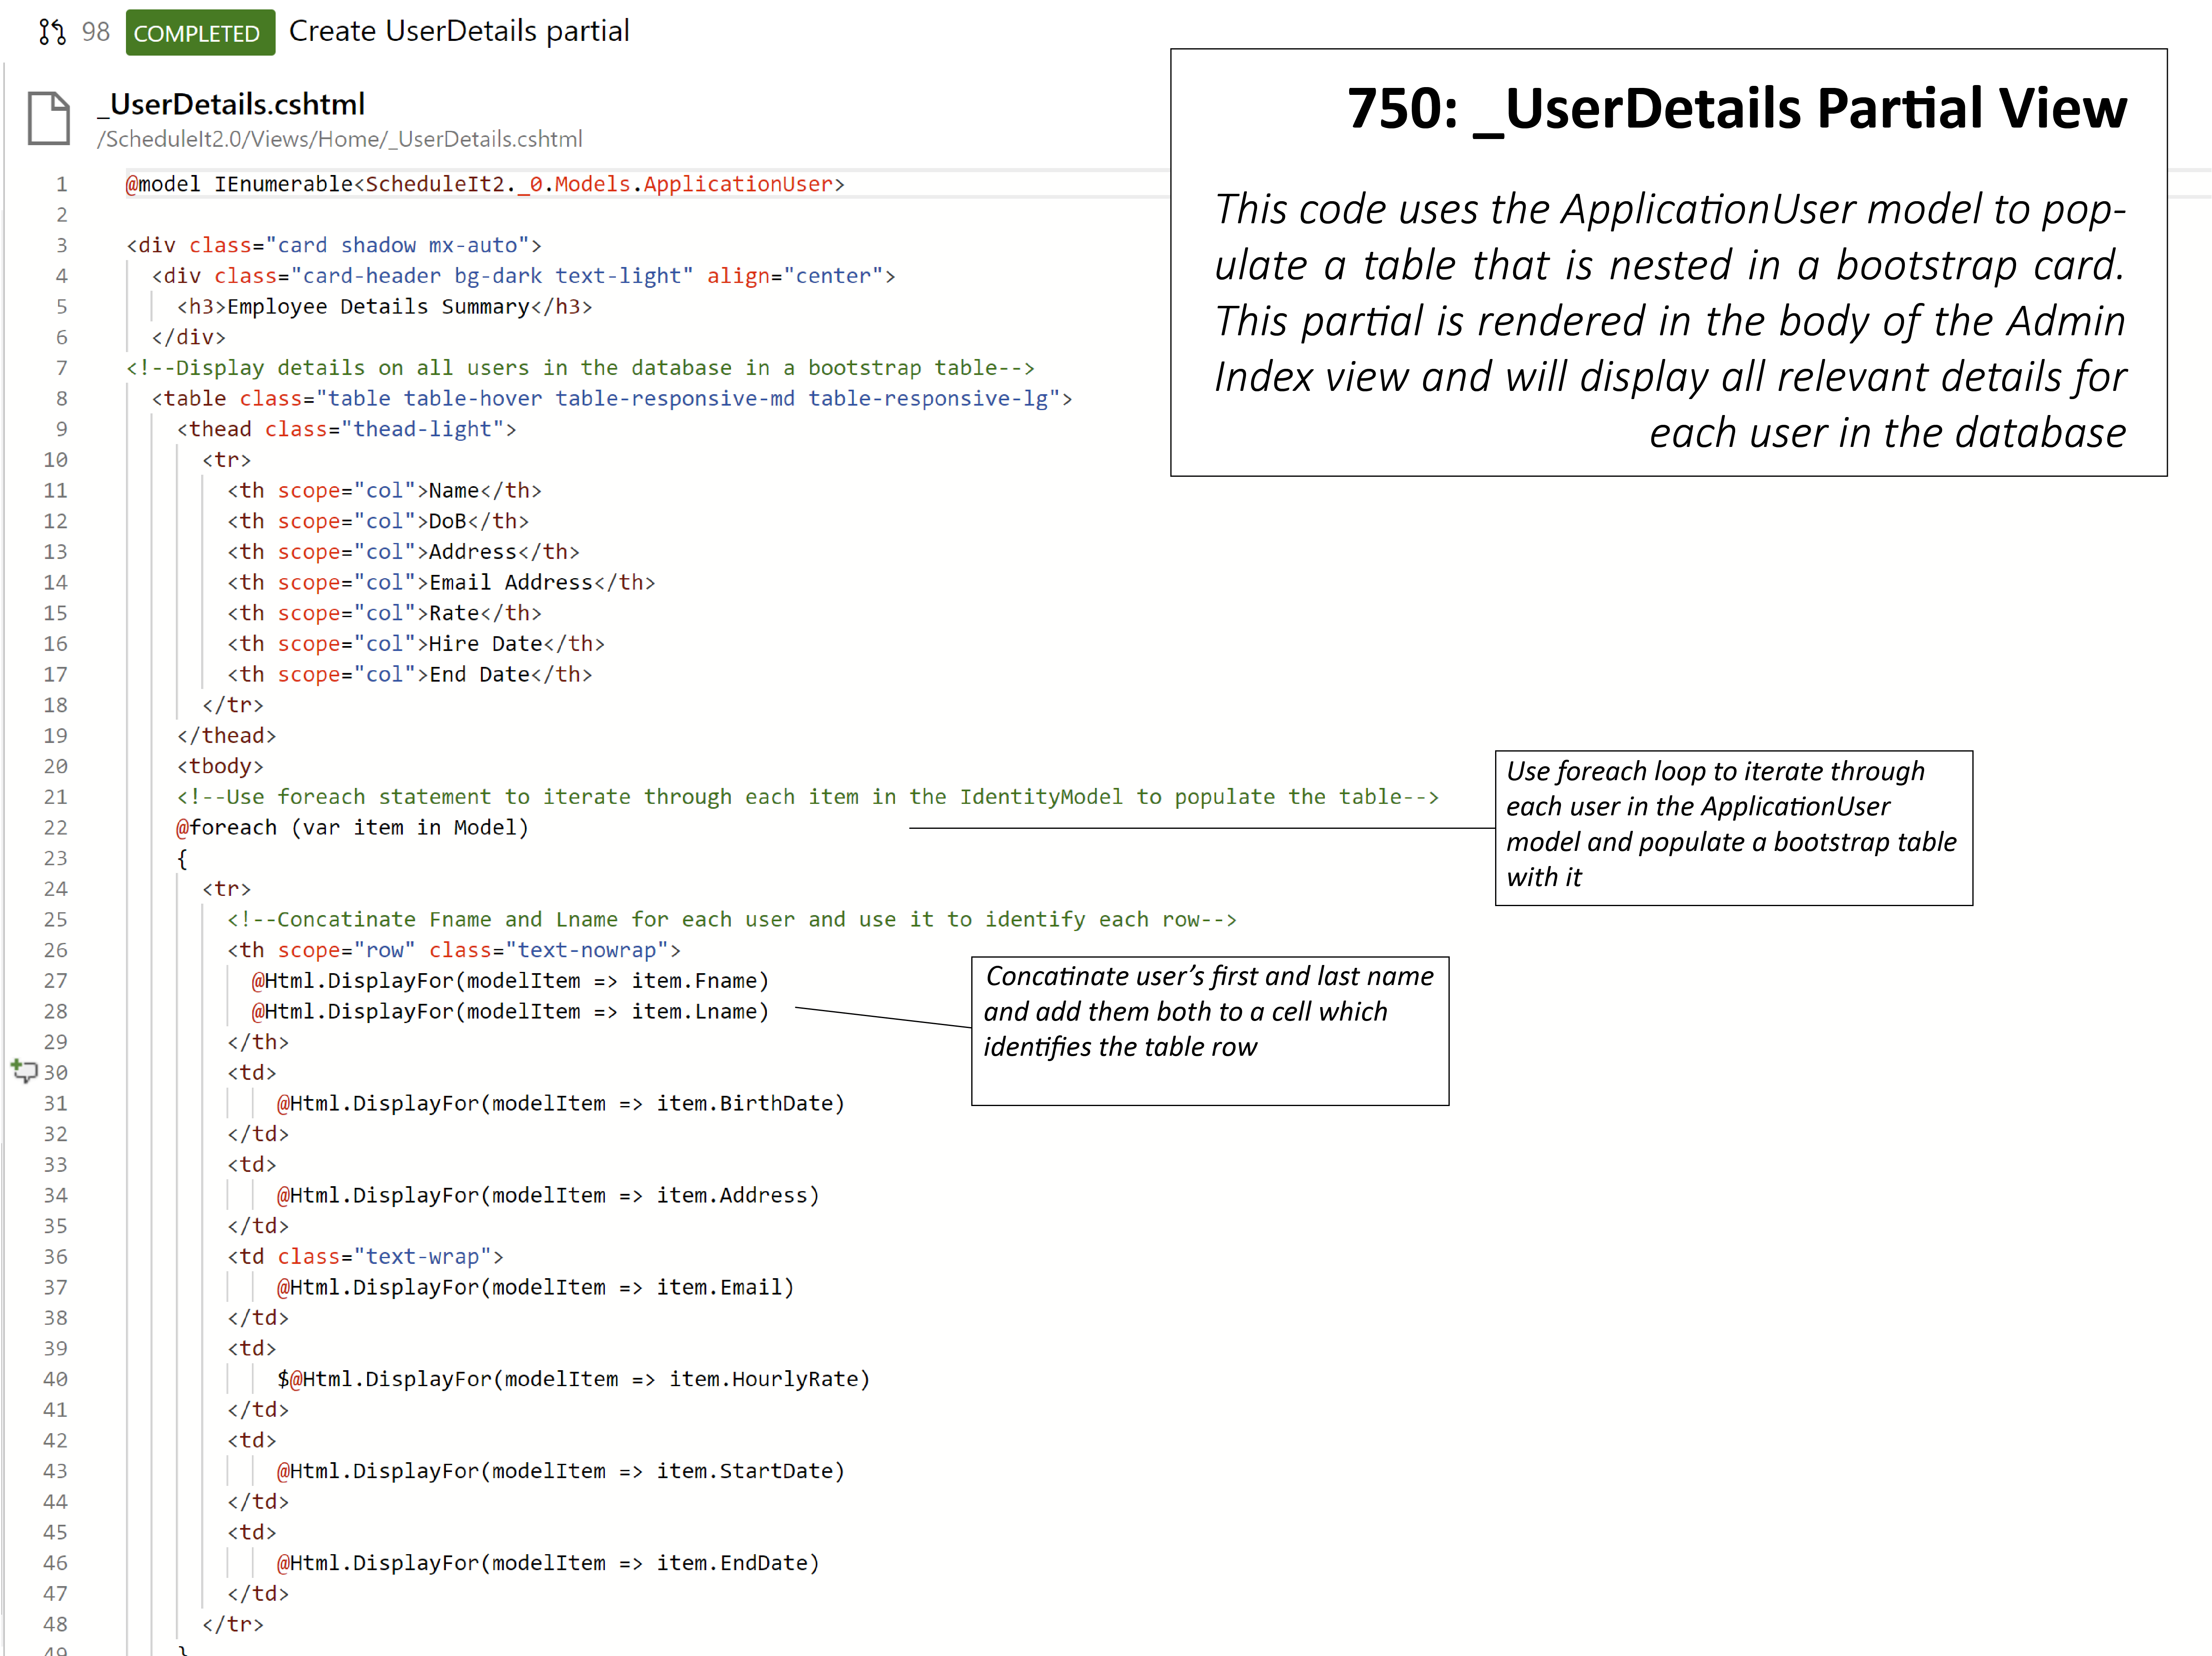 98 COMPLETED Create UserDetails partial
_UserDetails.cshtml
/ScheduleIt2.0/Views/Home/_UserDetails.cshtml
750: _UserDetails Partial View
This code uses the ApplicationUser model to pop-
ulate a table that is nested in a bootstrap card.
This partial is rendered in the body of the Admin
Index view and will display all relevant details for
each user in the database
1 @model IEnumerable<ScheduleIt2._0.Models.ApplicationUser>
2
3 <div class="card shadow mx-auto">
4 <div class="card-header bg-dark text-light" align="center">
5 <h3>Employee Details Summary</h3>
6 </div>
7 <!--Display details on all users in the database in a bootstrap table-->
8 <table class="table table-hover table-responsive-md table-responsive-lg">
9 <thead class="thead-light">
10 <tr>
11 <th scope="col">Name</th>
12 <th scope="col">DoB</th>
13 <th scope="col">Address</th>
14 <th scope="col">Email Address</th>
15 <th scope="col">Rate</th>
16 <th scope="col">Hire Date</th>
17 <th scope="col">End Date</th>
18 </tr>
19 </thead>
20 <tbody>
21 <!--Use foreach statement to iterate through each item in the IdentityModel to populate the table-->
22 @foreach (var item in Model)
23 {
24 <tr>
25 <!--Concatinate Fname and Lname for each user and use it to identify each row-->
26 <th scope="row" class="text-nowrap">
27 @Html.DisplayFor(modelItem => item.Fname)
28 @Html.DisplayFor(modelItem => item.Lname)
29 </th>
30 <td>
31 @Html.DisplayFor(modelItem => item.BirthDate)
32 </td>
33 <td>
34 @Html.DisplayFor(modelItem => item.Address)
35 </td>
36 <td class="text-wrap">
37 @Html.DisplayFor(modelItem => item.Email)
38 </td>
39 <td>
40 $@Html.DisplayFor(modelItem => item.HourlyRate)
41 </td>
42 <td>
43 @Html.DisplayFor(modelItem => item.StartDate)
44 </td>
45 <td>
46 @Html.DisplayFor(modelItem => item.EndDate)
47 </td>
48 </tr>
49 }
Use foreach loop to iterate through
each user in the ApplicationUser
model and populate a bootstrap table
with it
Concatinate user’s first and last name
and add them both to a cell which
identifies the table row